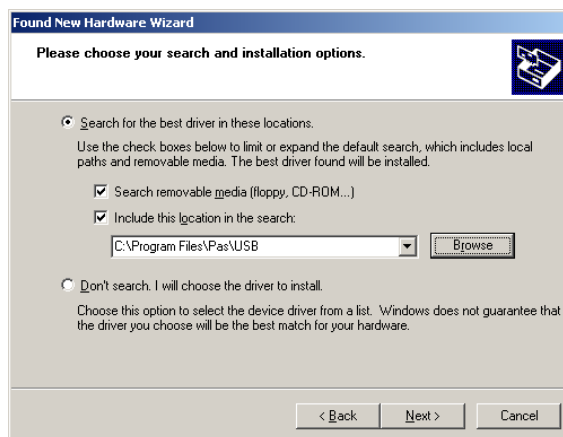 Found New Hardware Wizard
Please choose your search and installation options.
Search for the best driver in these locations.
Use the check boxes below to limit or expand the default search, which includes local
paths and removable media. The best driver found will be installed.
Search removable media (floppy, CD-ROM...)
Include this location in the search:
C:\Program Files\Pas\USB
Browse
Don't search. I will choose the driver to install.
Choose this option to select the device driver from a list. Windows does not guarantee that
the driver you choose will be the best match for your hardware.
< Back Next > Cancel